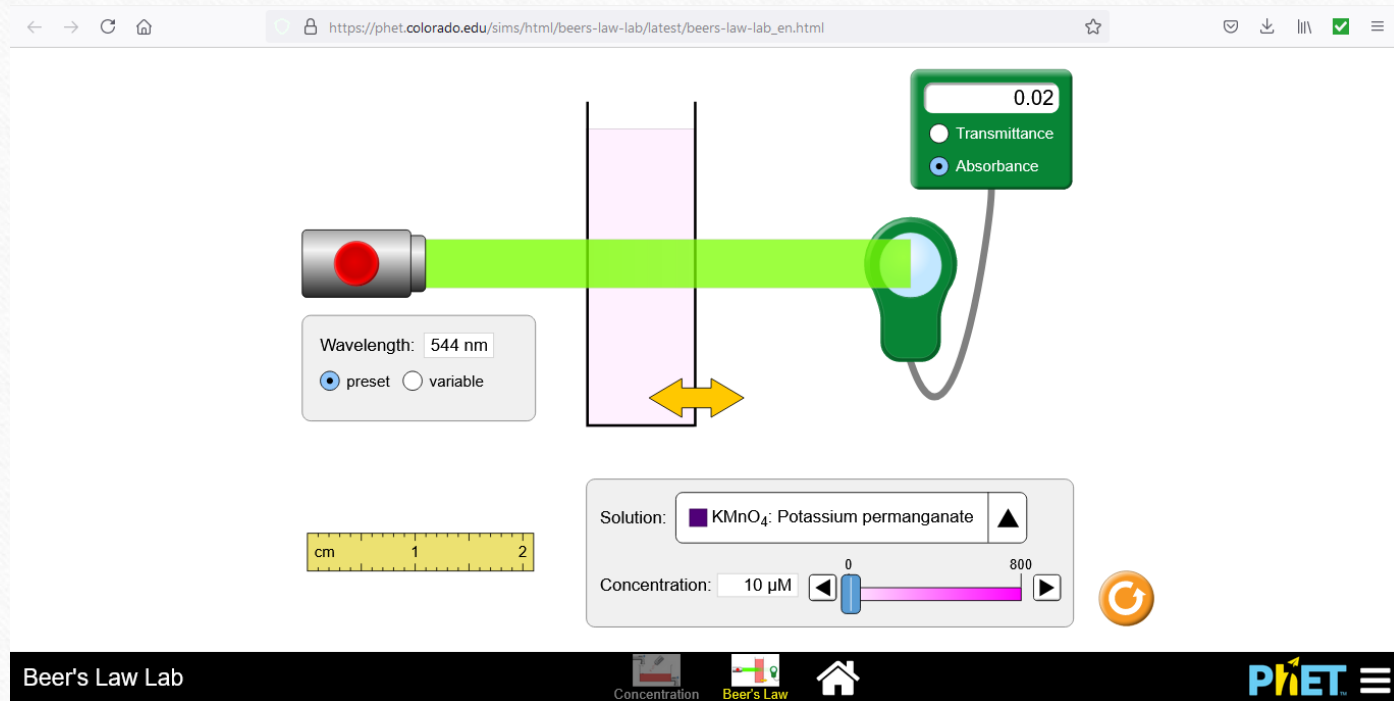 https://phet.colorado.edu/sims/html/beers-law-lab/latest/beers-law-lab_en.html
0.02
Transmittance
Absorbance
Wavelength: 544 nm
preset variable
cm 1 2
Solution: KMnO₄: Potassium permanganate
0 800
Concentration: 10 µM
Beer's Law Lab
Concentration Beer's Law
PhET